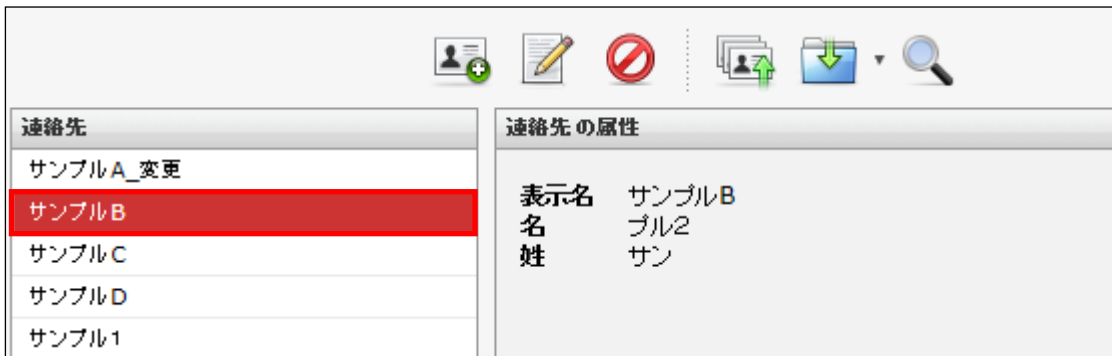 連絡先
サンプルA_変更
サンプルB
サンプルC
サンプルD
サンプル1
連絡先の属性
表示名 サンプルB
名 プル2
姓 サン